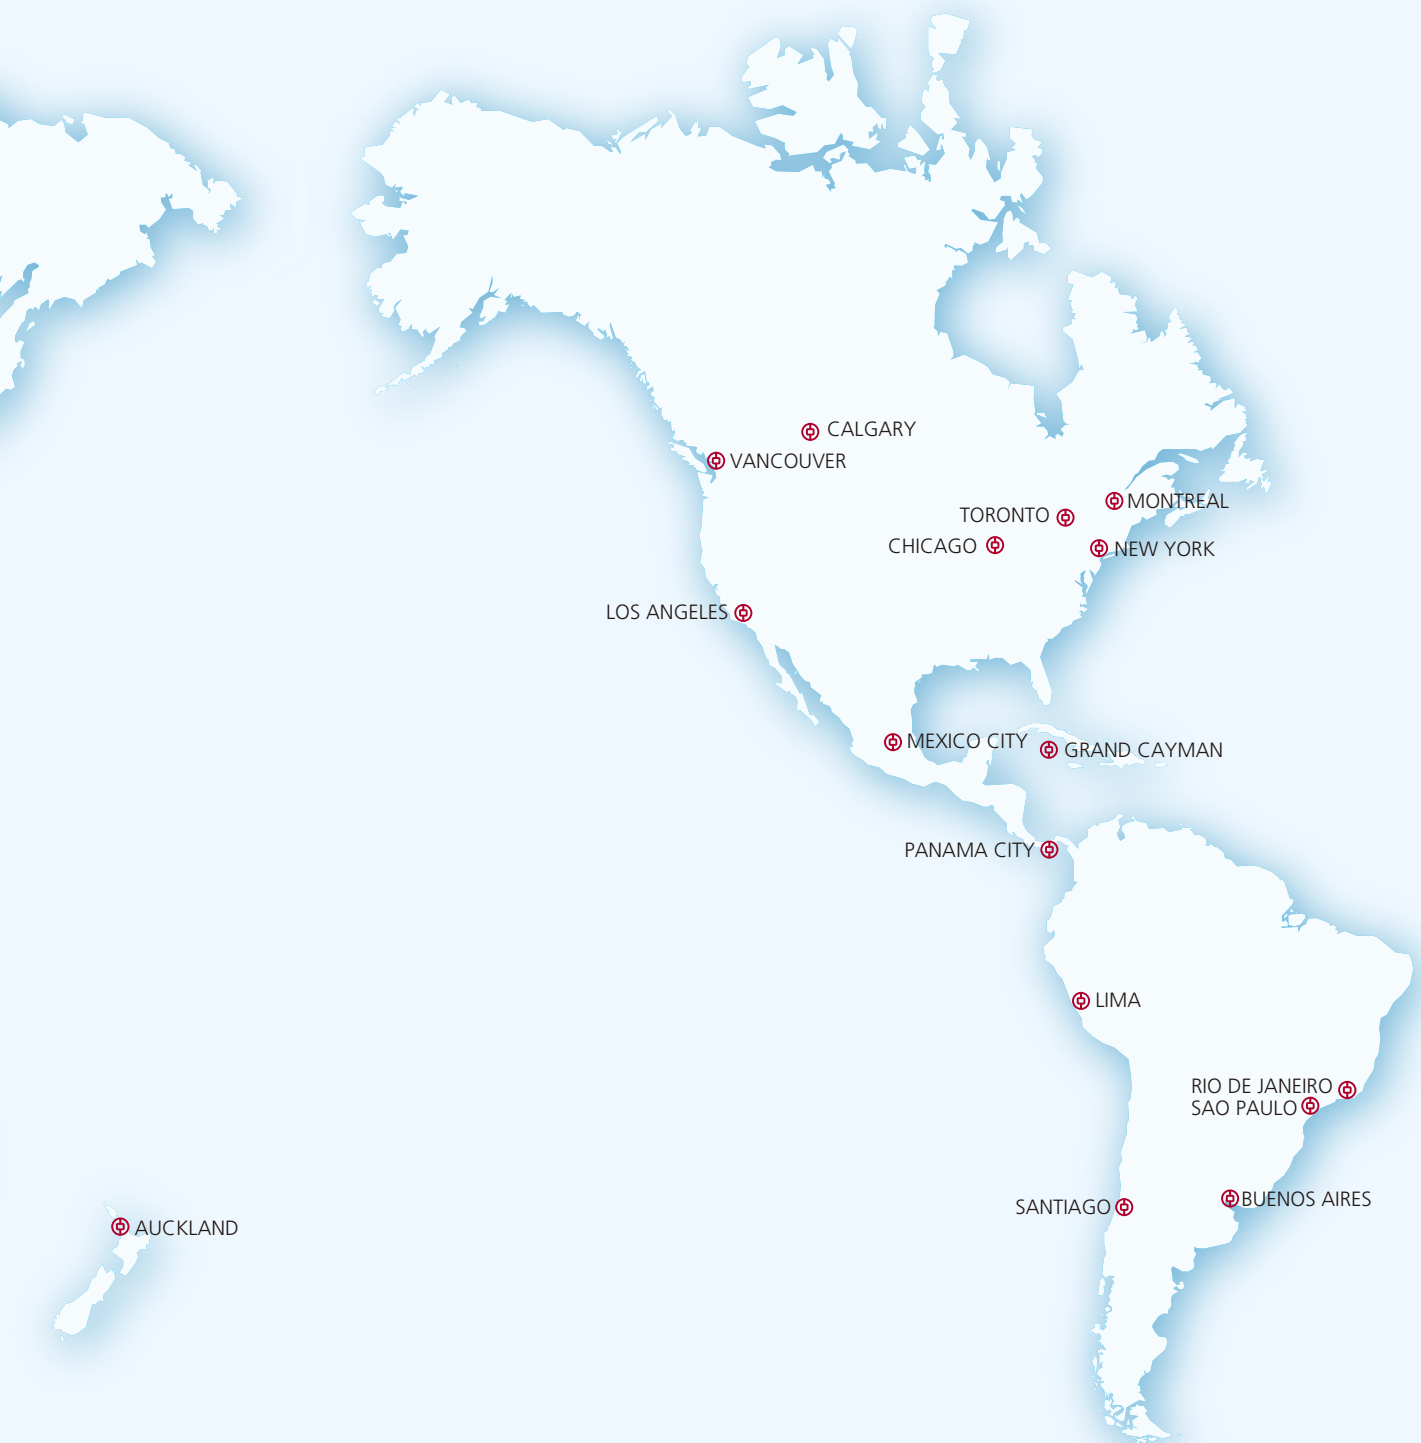 CALGARY
VANCOUVER
MONTREAL
TORONTO
CHICAGO
NEW YORK
LOS ANGELES
MEXICO CITY
GRAND CAYMAN
PANAMA CITY
LIMA
RIO DE JANEIRO
SAO PAULO
BUENOS AIRES
SANTIAGO
AUCKLAND